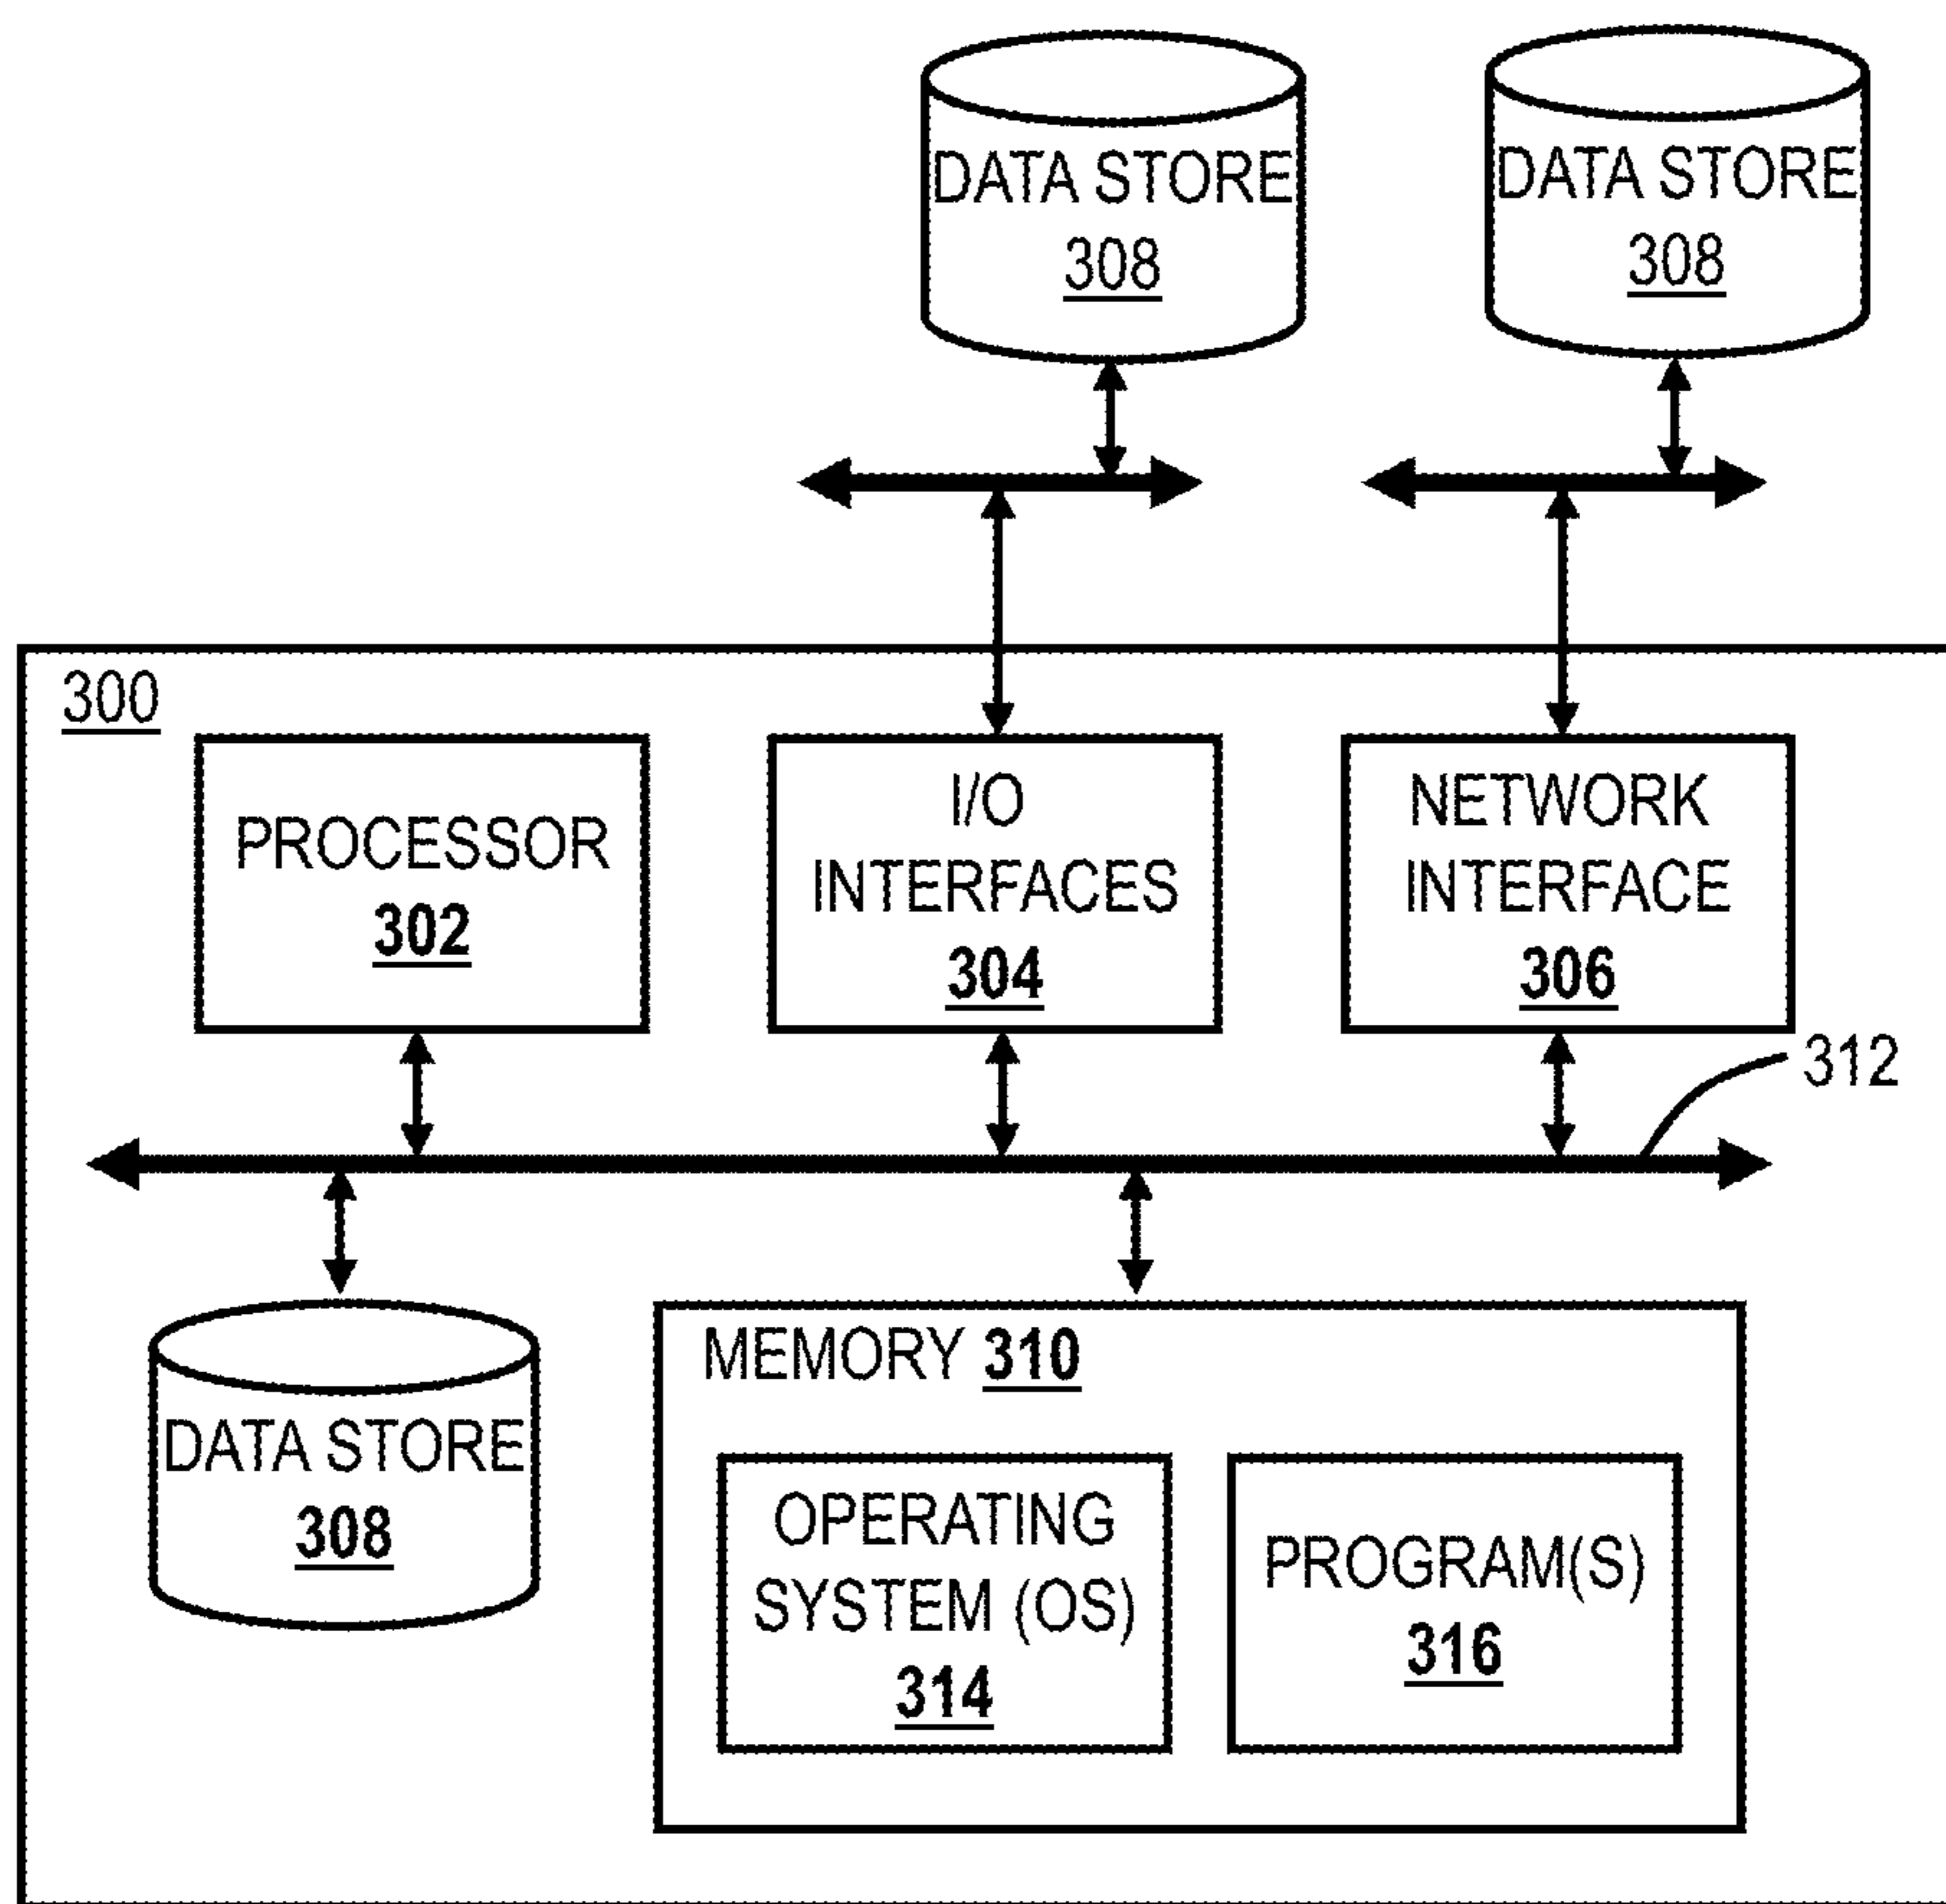 DATA STORE
308
DATA STORE
308
300
PROCESSOR
302
I/O
INTERFACES
304
NETWORK
INTERFACE
306
312
DATA STORE
308
MEMORY 310
OPERATING
SYSTEM (OS)
314
PROGRAM(S)
316